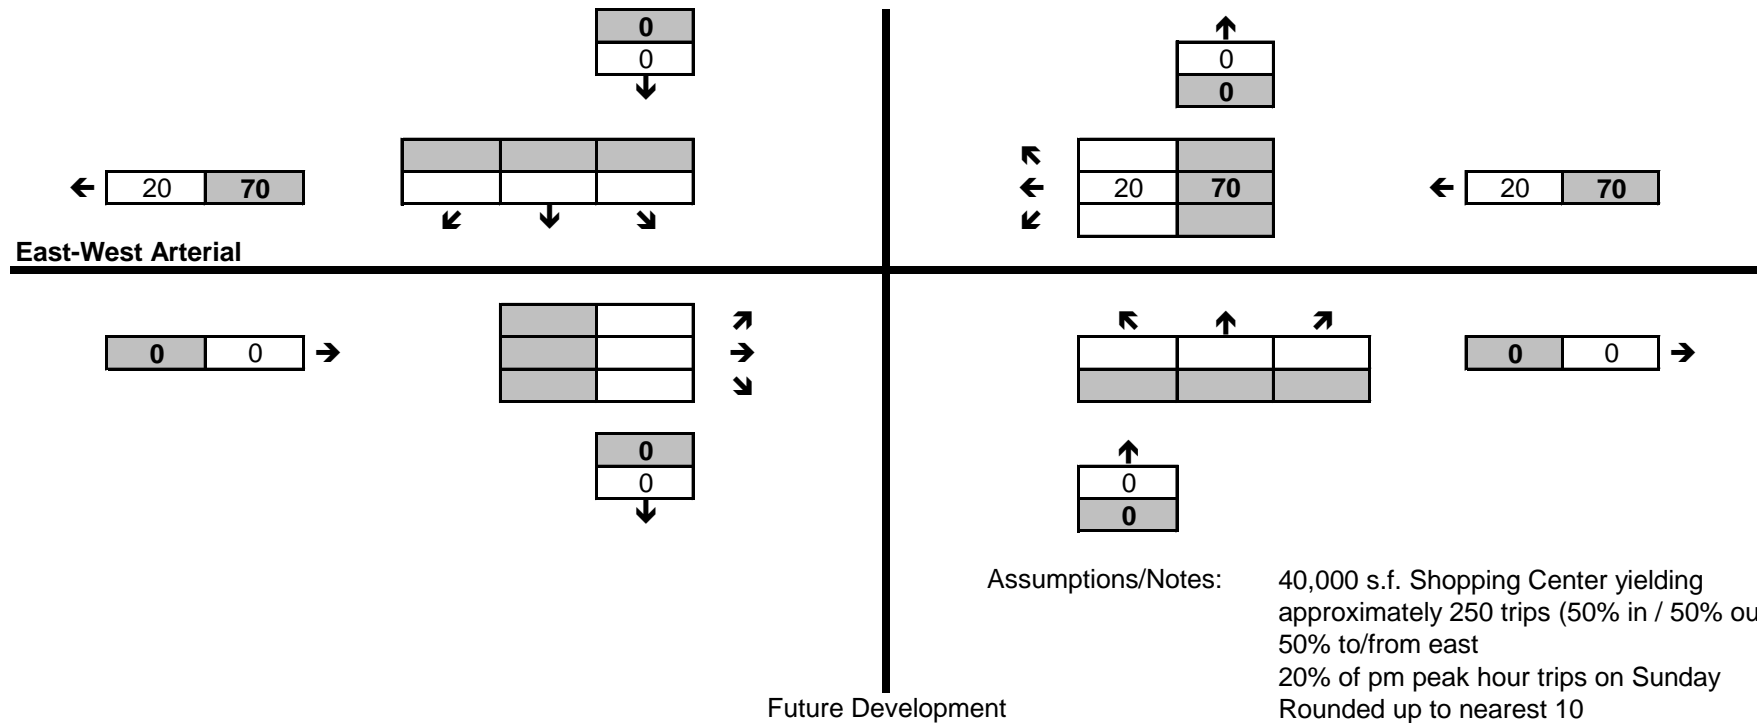 0
0
0
0
20 70
20 70
20 70
East-West Arterial
0 0
0 0
0
0
0
0
Assumptions/Notes: 40,000 s.f. Shopping Center yielding
approximately 250 trips (50% in / 50% ou
50% to/from east
20% of pm peak hour trips on Sunday
Future Development Rounded up to nearest 10